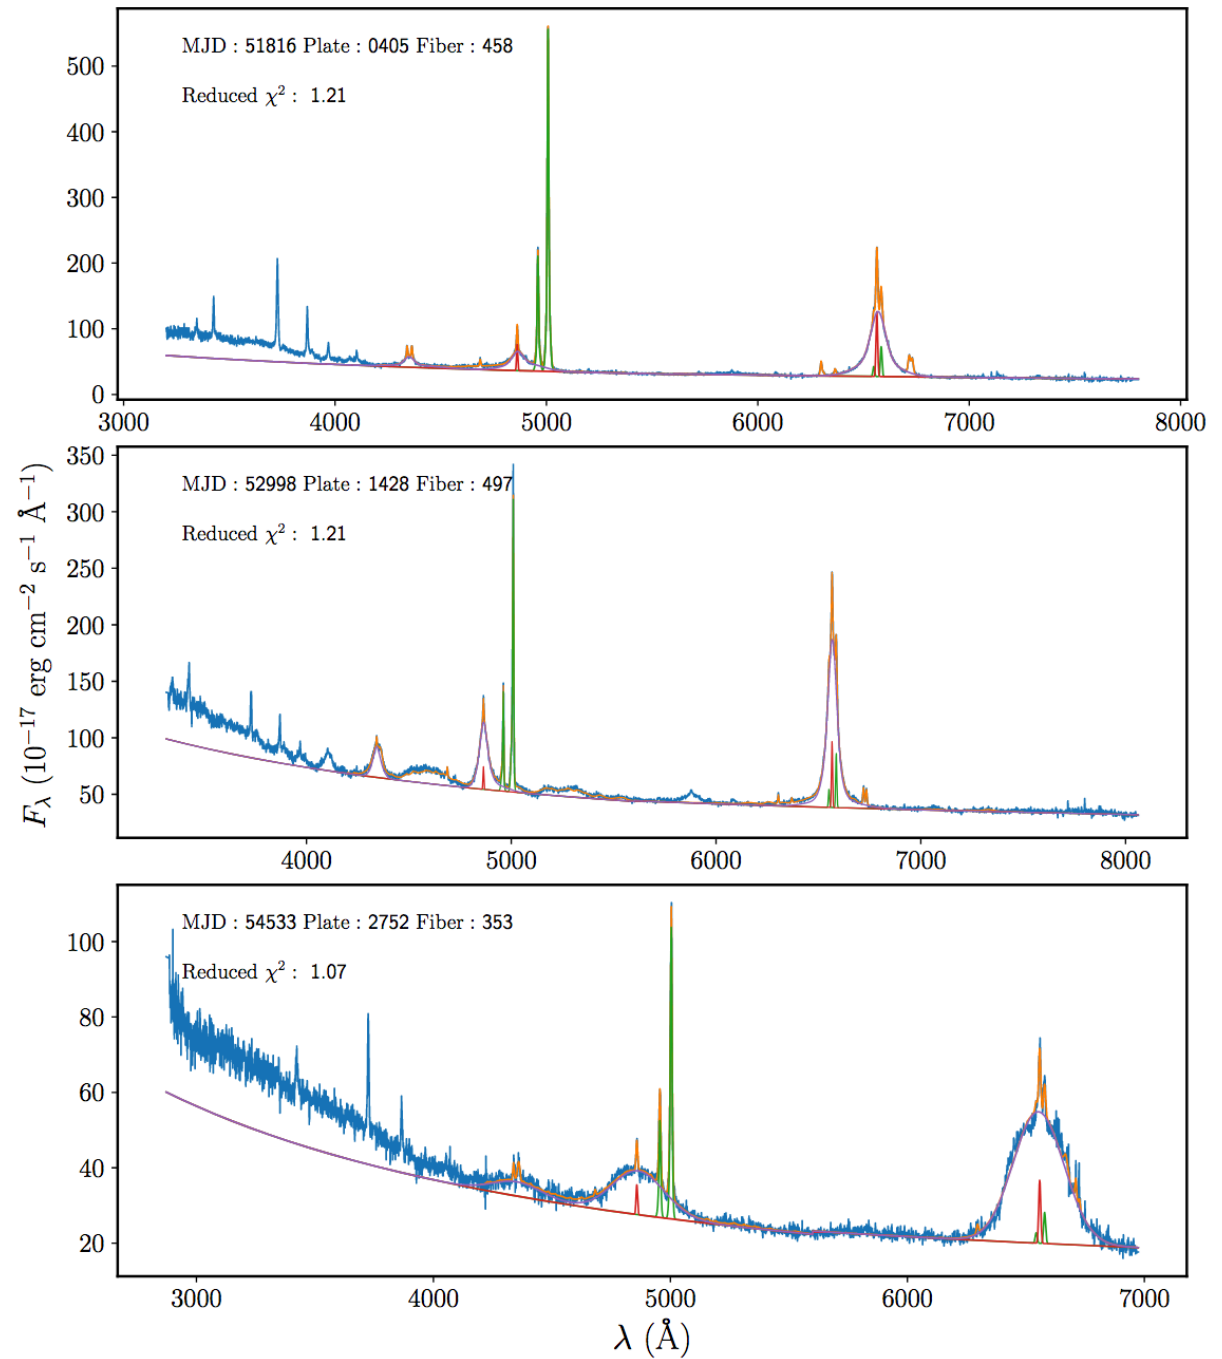 MJD : 51816 Plate : 0405 Fiber : 458
Reduced χ² : 1.21
500
400
300
200
100
0
3000 4000 5000 6000 7000 8000
MJD : 52998 Plate : 1428 Fiber : 497
Reduced χ² : 1.21
350
300
250
200
150
100
50
4000 5000 6000 7000 8000
F_λ (10⁻¹⁷ erg cm⁻² s⁻¹ Å⁻¹)
MJD : 54533 Plate : 2752 Fiber : 353
Reduced χ² : 1.07
100
80
60
40
20
3000 4000 5000 6000 7000
λ (Å)